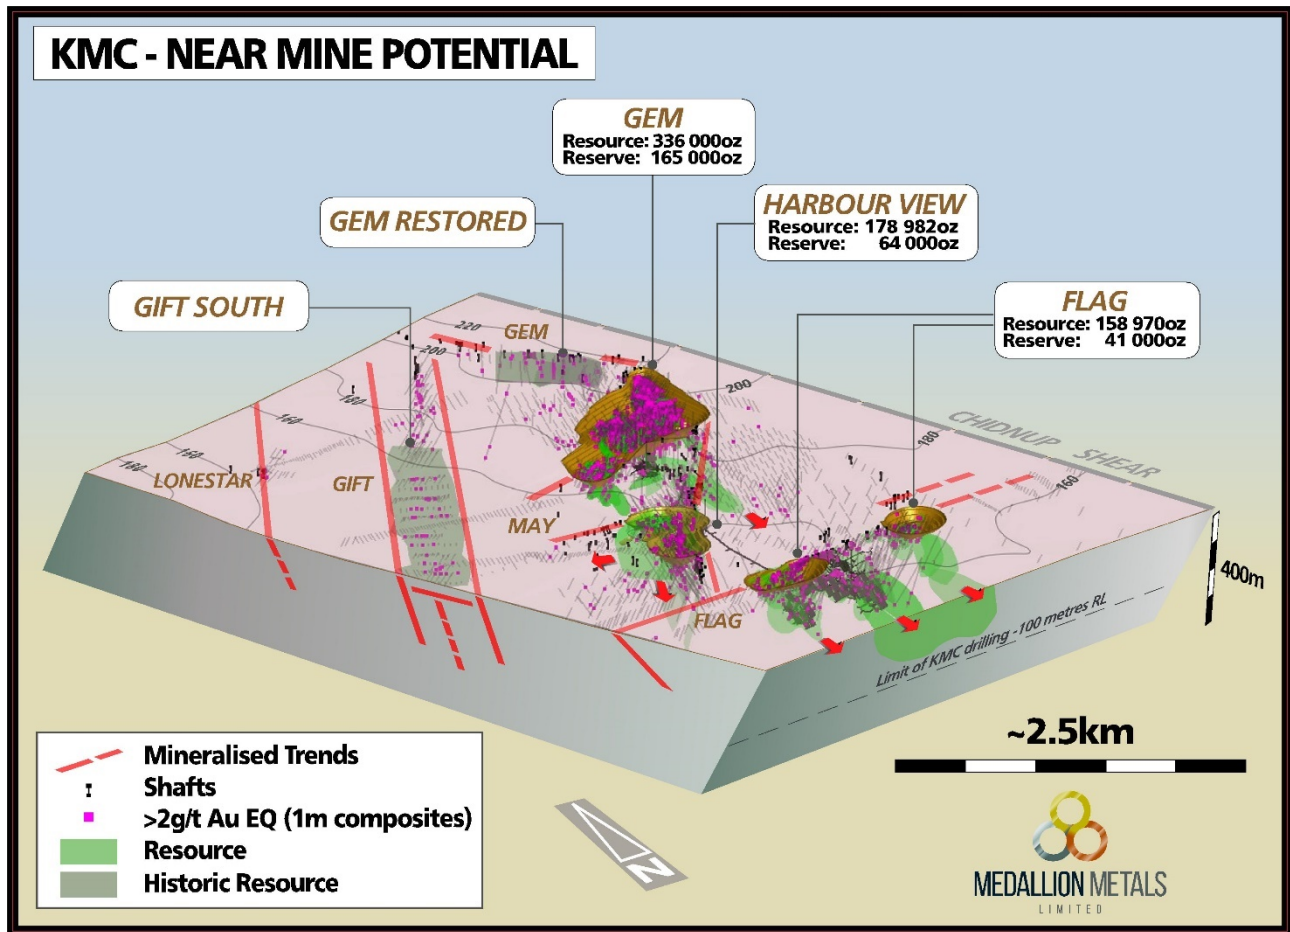 KMC - NEAR MINE POTENTIAL
GEM
Resource: 336 000oz
Reserve: 165 000oz
GEM RESTORED
HARBOUR VIEW
Resource: 178 982oz
Reserve: 64 000oz
GIFT SOUTH
FLAG
Resource: 158 970oz
Reserve: 41 000oz
220
GEM
200
200
180
180
160
160
160
180
CHIDNUP
SHEAR
LONESTAR
GIFT
MAY
FLAG
400m
Limit of KMC drilling -100 metres RL
~2.5km
Mineralised Trends
Shafts
>2g/t Au EQ (1m composites)
Resource
Historic Resource
N
MEDALLION METALS
LIMITED